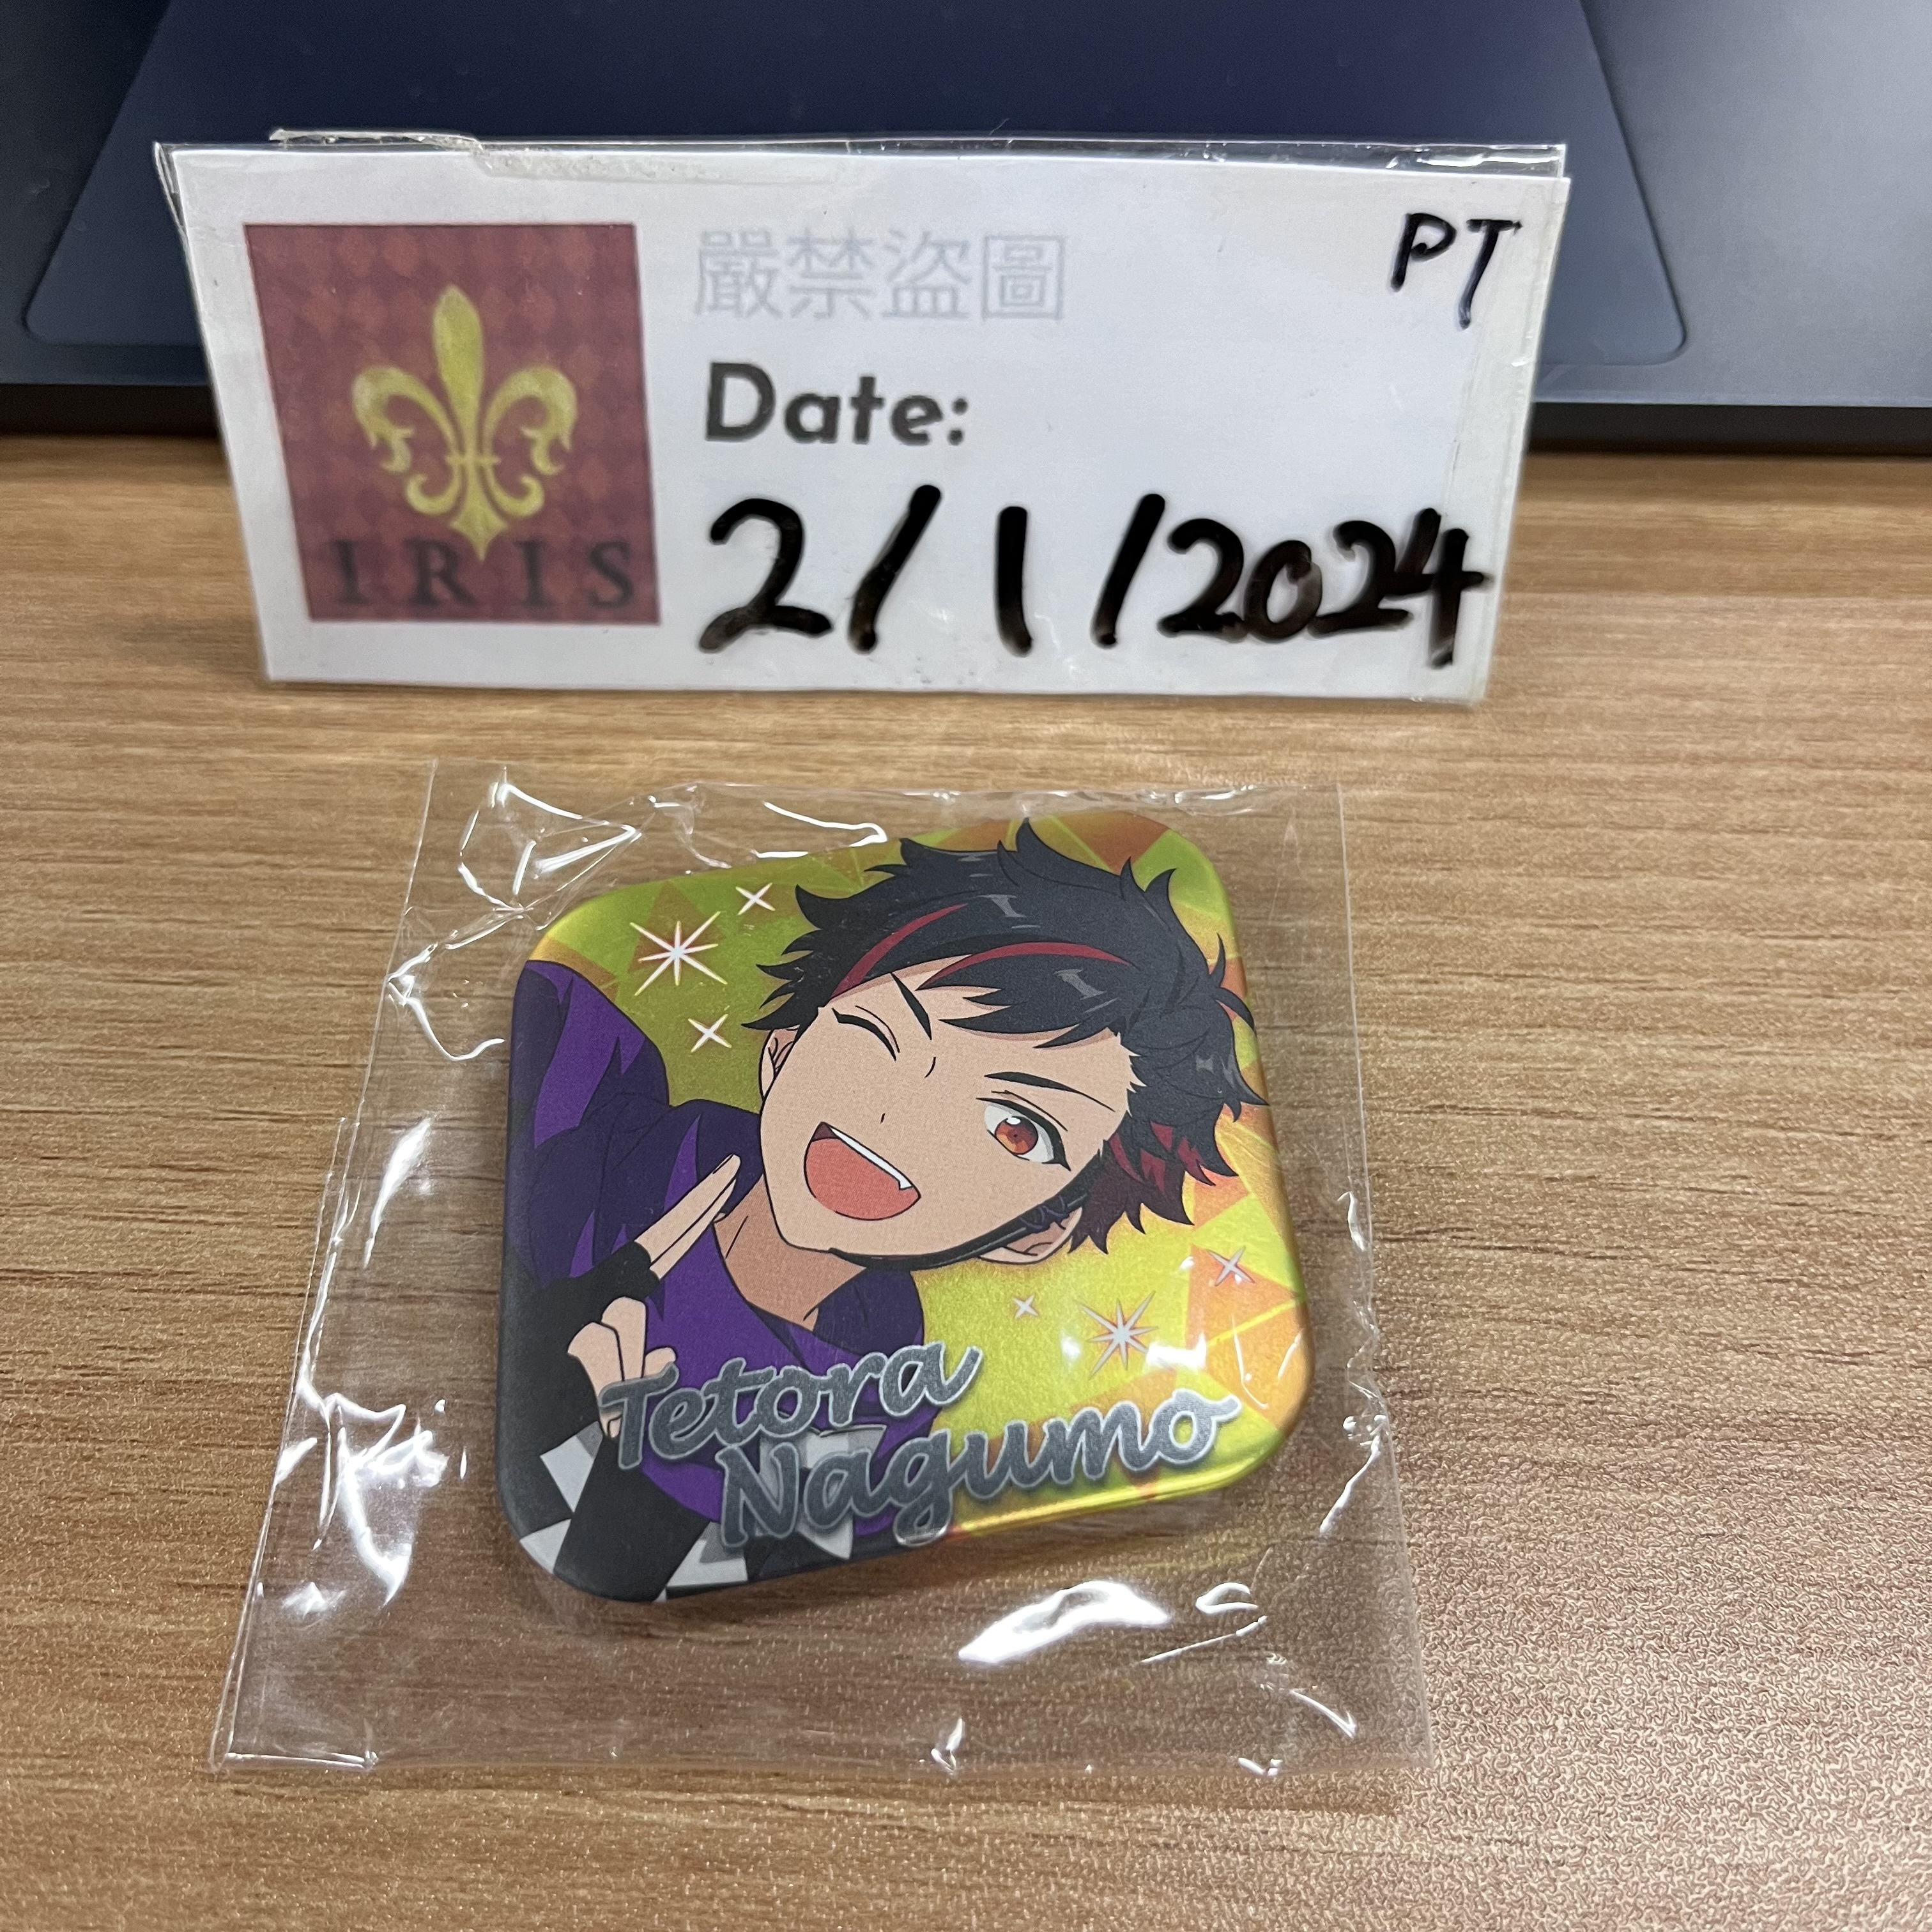 嚴禁盜圖
PT
Date:
2/1/2024
IRIS
Tetora
Nagumo